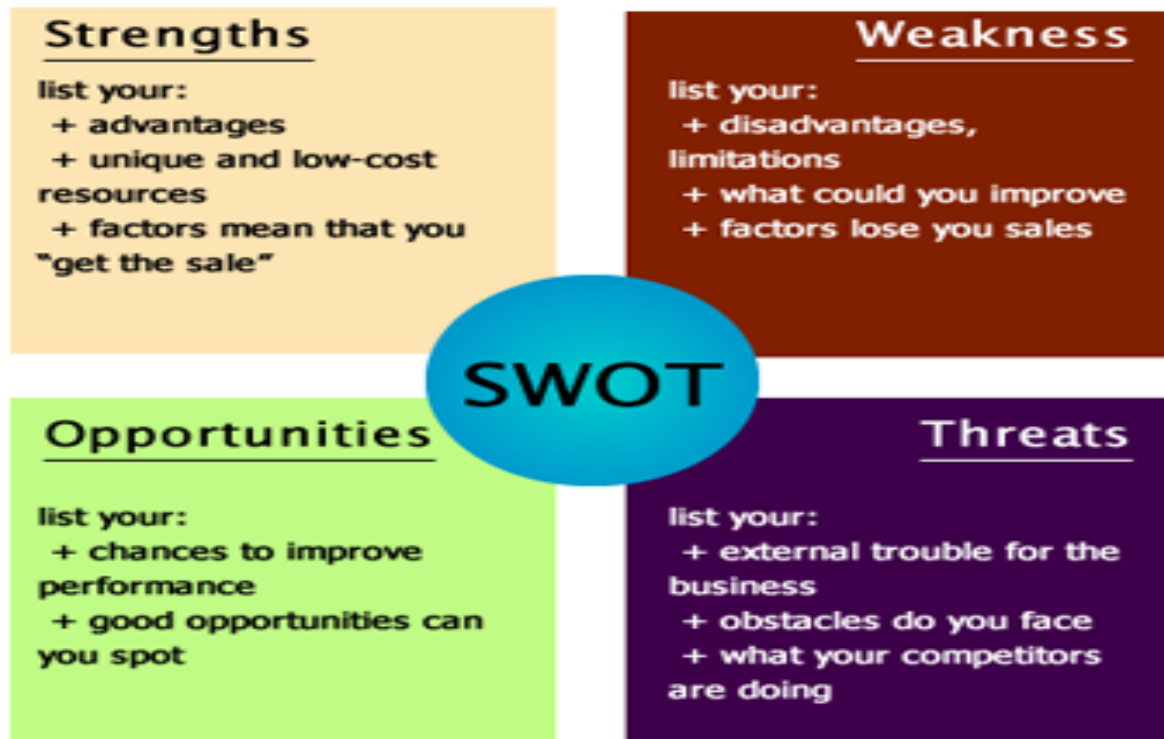 Strengths
list your:
+ advantages
+ unique and low-cost
resources
+ factors mean that you
“get the sale”
Weakness
list your:
+ disadvantages,
limitations
+ what could you improve
+ factors lose you sales
SWOT
Opportunities
list your:
+ chances to improve
performance
+ good opportunities can
you spot
Threats
list your:
+ external trouble for the
business
+ obstacles do you face
+ what your competitors
are doing